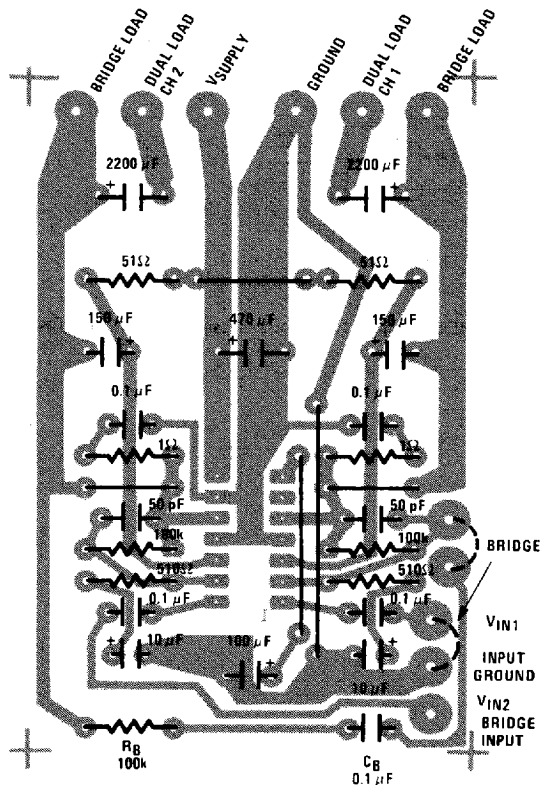 BRIDGE LOAD
DUAL LOAD
CH 2
VSUPPLY
GROUND
DUAL LOAD
CH 1
BRIDGE LOAD
2200 µF
+
2200 µF
+
51Ω
51Ω
150 µF
+
470 µF
+
150 µF
+
0.1 µF
0.1 µF
1Ω
1Ω
50 pF
50 pF
100k
100k
BRIDGE
510Ω
510Ω
0.1 µF
0.1 µF
VIN1
+
10 µF
100 µF
+
+
10 µF
INPUT
GROUND
VIN2
BRIDGE
INPUT
RB
100k
CB
0.1 µF